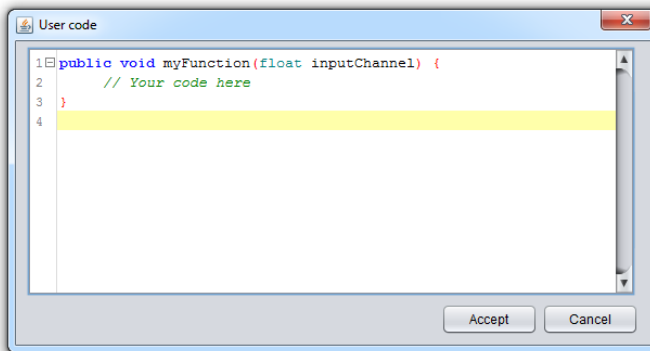 User code
1 public void myFunction(float inputChannel) {
2 // Your code here
3 }
4
Accept Cancel